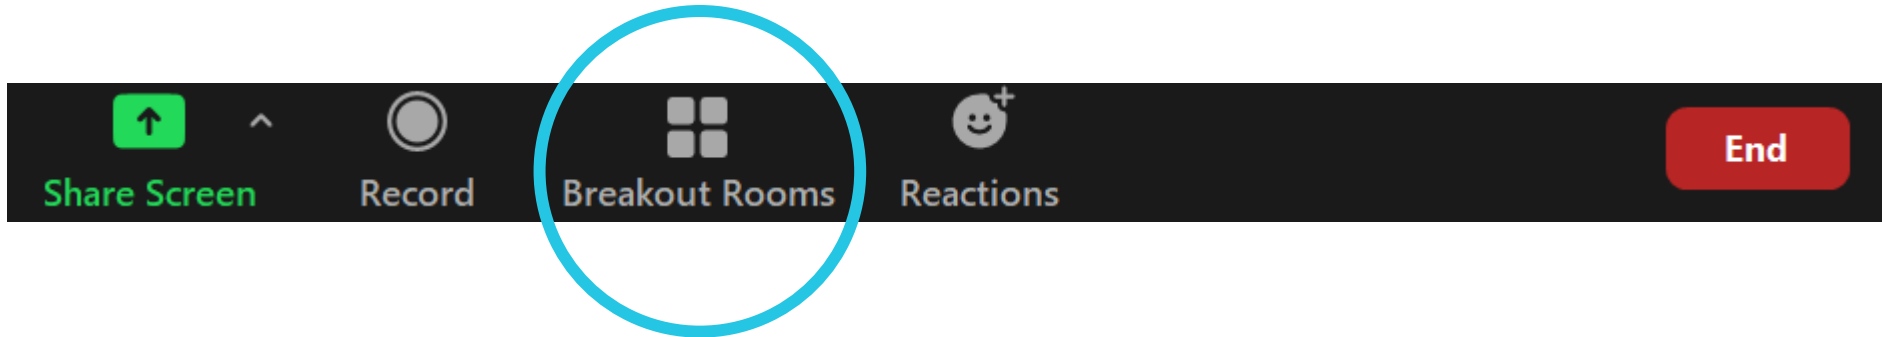 Share Screen
Record
Breakout Rooms
Reactions
End